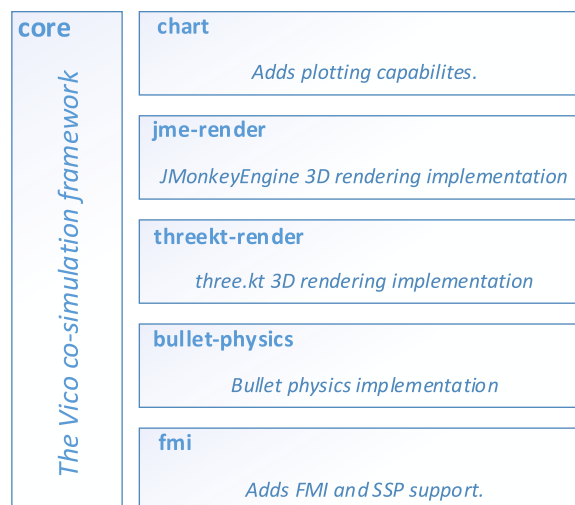 core
The Vico co-simulation framework
chart
Adds plotting capabilites.
jme-render
JMonkeyEngine 3D rendering implementation
threekt-render
three.kt 3D rendering implementation
bullet-physics
Bullet physics implementation
fmi
Adds FMI and SSP support.